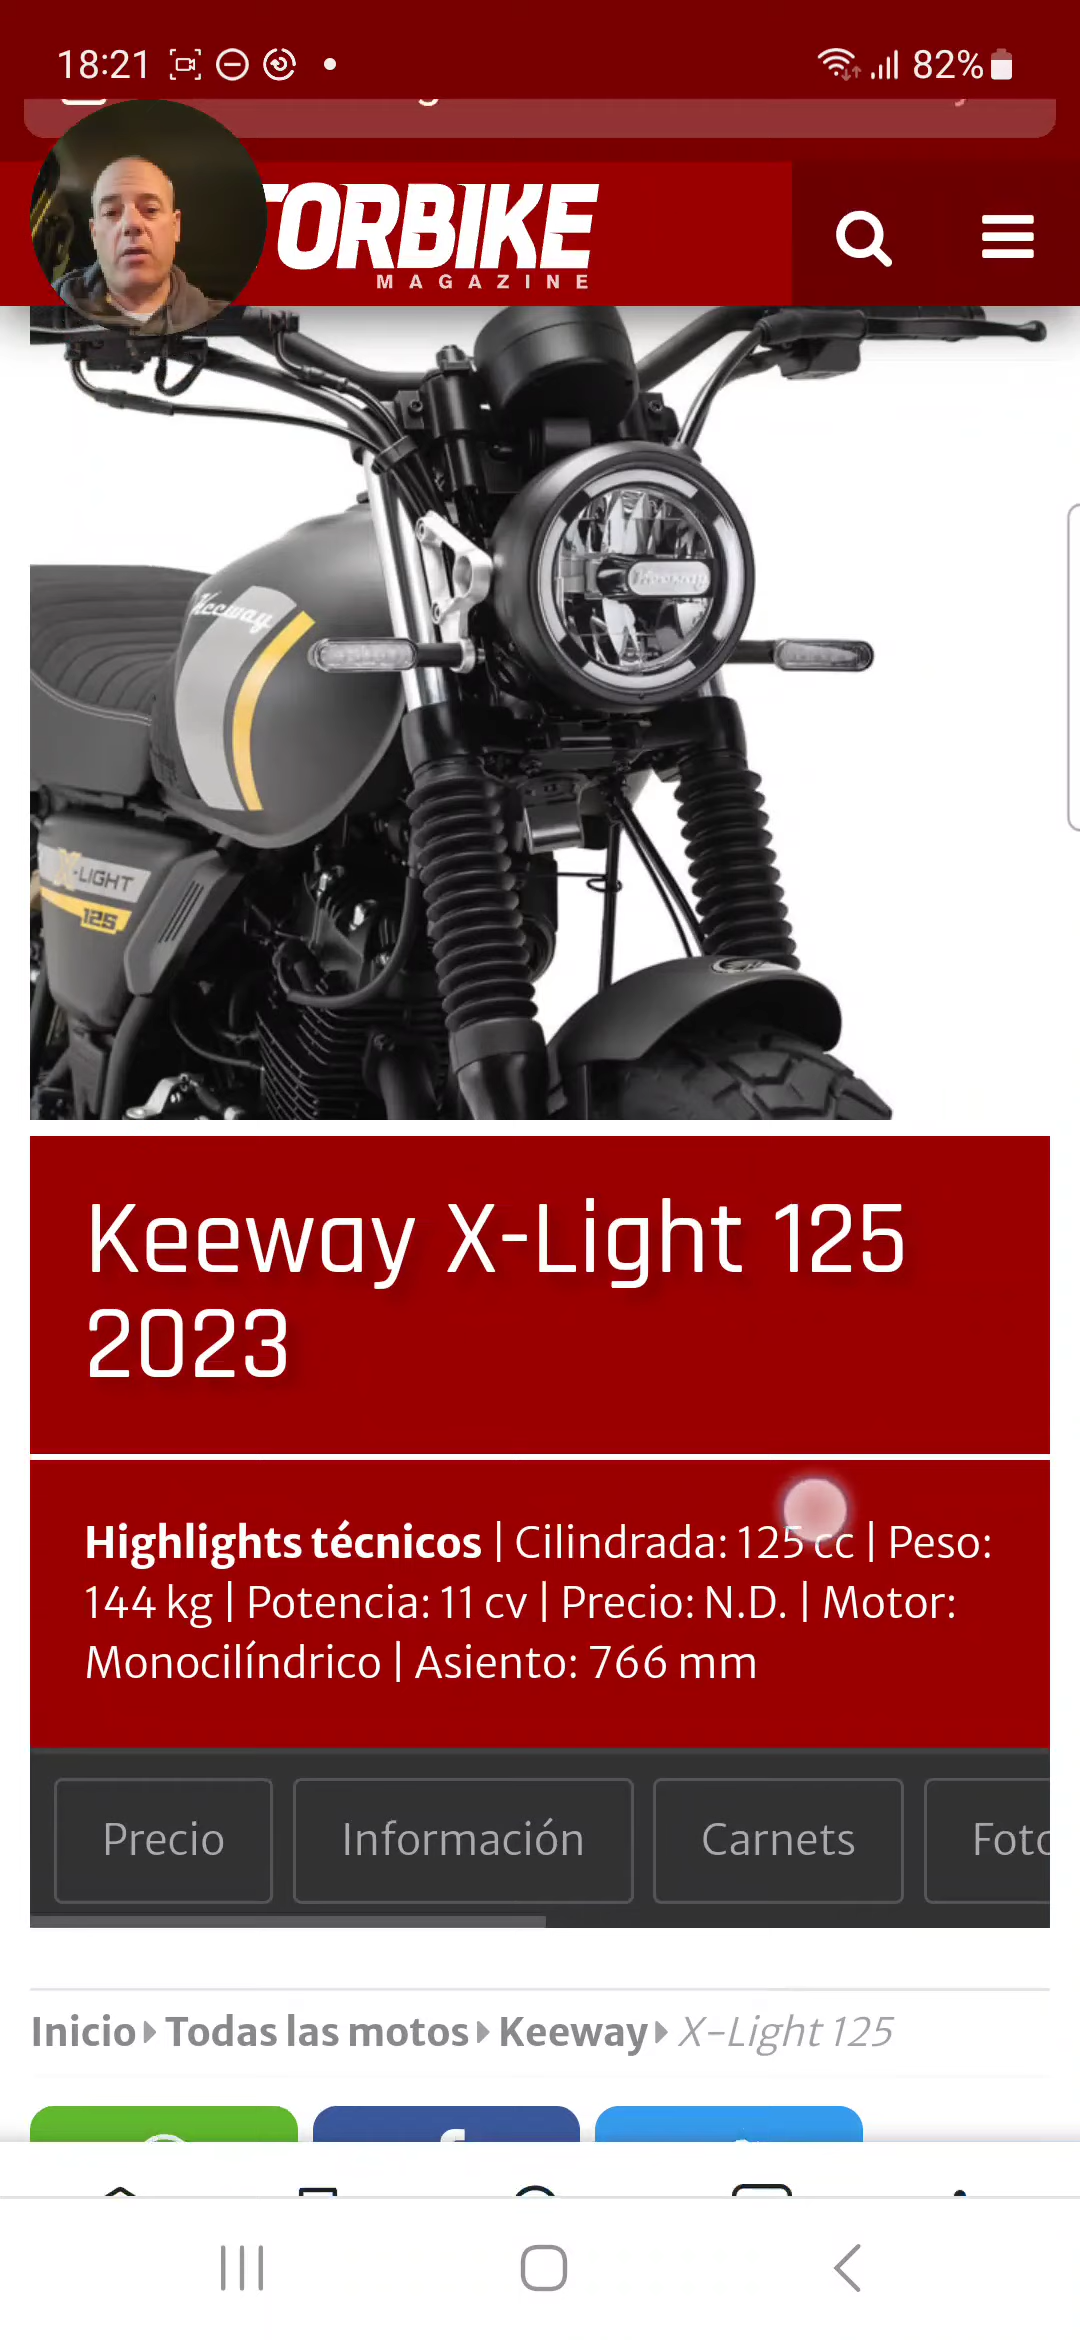 18:21 82%
TORBIKE
MAGAZINE
Keeway
Keeway
X-LIGHT
125
Keeway X-Light 125
2023
Highlights técnicos | Cilindrada: 125 cc | Peso:
144 kg | Potencia: 11 cv | Precio: N.D. | Motor:
Monocilíndrico | Asiento: 766 mm
Precio Información Carnets Foto
Inicio Todas las motos Keeway X-Light 125